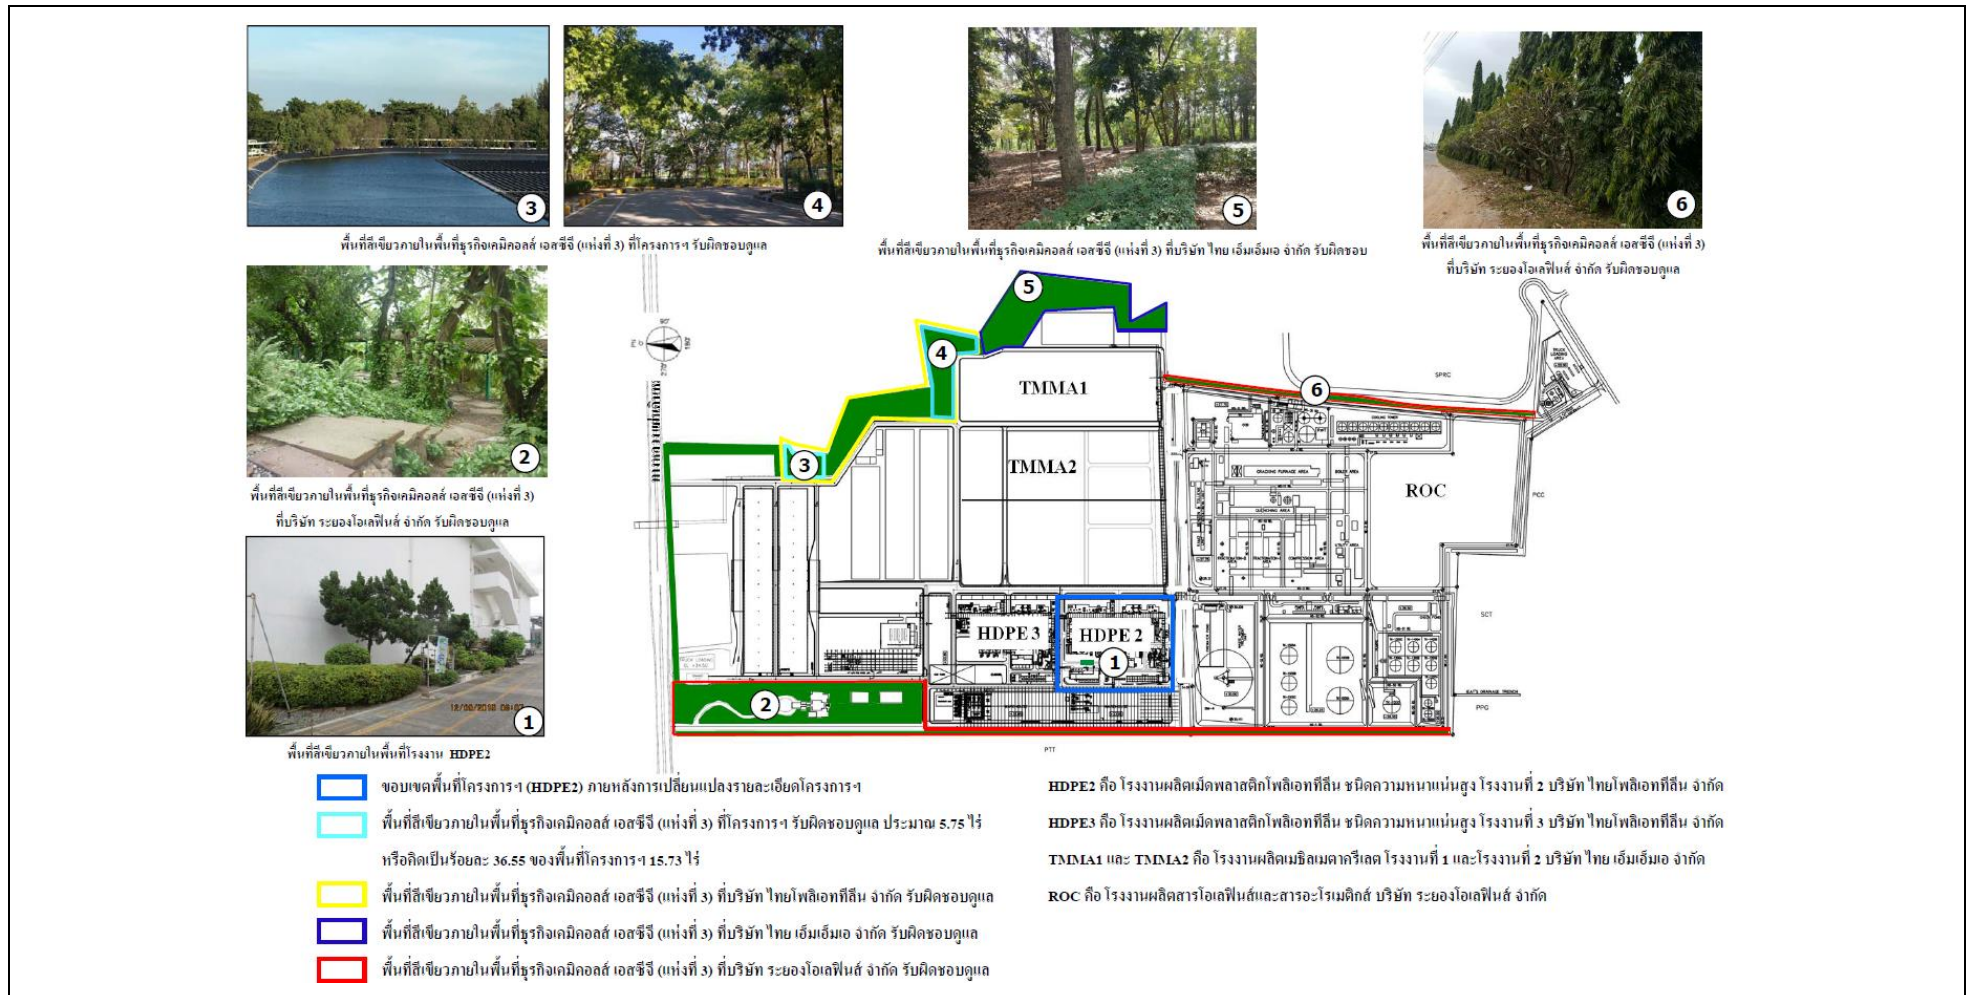 3
4
5
6
พื้นที่สีเขียวภายในพื้นที่ธุรกิจเคมิคอลส์ เอสซีจี (แห่งที่ 3) ที่โครงการฯ รับผิดชอบดูแล
พื้นที่สีเขียวภายในพื้นที่ธุรกิจเคมิคอลส์ เอสซีจี (แห่งที่ 3) ที่บริษัท ไทย เอ็มเอ็มเอ จำกัด รับผิดชอบ
พื้นที่สีเขียวภายในพื้นที่ธุรกิจเคมิคอลส์ เอสซีจี (แห่งที่ 3)
ที่บริษัท ระยองโอเลฟินส์ จำกัด รับผิดชอบดูแล
2
พื้นที่สีเขียวภายในพื้นที่ธุรกิจเคมิคอลส์ เอสซีจี (แห่งที่ 3)
ที่บริษัท ระยองโอเลฟินส์ จำกัด รับผิดชอบดูแล
1
พื้นที่สีเขียวภายในพื้นที่โรงงาน HDPE2
5
4
TMMA1
6
SPRC
TRUCK LOADING AREA
COOLING TOWER
3
TMMA2
CRACKING FURNACE AREA
BOILER AREA
ROC
PCC
QUENCHING AREA
COMPRESSION AREA
UTILITY AREA
SCT
HDPE 3
HDPE 2
1
2
PPG
PTT
ขอบเขตพื้นที่โครงการฯ (HDPE2) ภายหลังการเปลี่ยนแปลงรายละเอียดโครงการฯ
พื้นที่สีเขียวภายในพื้นที่ธุรกิจเคมิคอลส์ เอสซีจี (แห่งที่ 3) ที่โครงการฯ รับผิดชอบดูแล ประมาณ 5.75 ไร่
หรือคิดเป็นร้อยละ 36.55 ของพื้นที่โครงการฯ 15.73 ไร่
พื้นที่สีเขียวภายในพื้นที่ธุรกิจเคมิคอลส์ เอสซีจี (แห่งที่ 3) ที่บริษัท ไทยโพลิเอททีลีน จำกัด รับผิดชอบดูแล
พื้นที่สีเขียวภายในพื้นที่ธุรกิจเคมิคอลส์ เอสซีจี (แห่งที่ 3) ที่บริษัท ไทย เอ็มเอ็มเอ จำกัด รับผิดชอบดูแล
พื้นที่สีเขียวภายในพื้นที่ธุรกิจเคมิคอลส์ เอสซีจี (แห่งที่ 3) ที่บริษัท ระยองโอเลฟินส์ จำกัด รับผิดชอบดูแล
HDPE2 คือ โรงงานผลิตเม็ดพลาสติกโพลิเอททีลีน ชนิดความหนาแน่นสูง โรงงานที่ 2 บริษัท ไทยโพลิเอททีลีน จำกัด
HDPE3 คือ โรงงานผลิตเม็ดพลาสติกโพลิเอททีลีน ชนิดความหนาแน่นสูง โรงงานที่ 3 บริษัท ไทยโพลิเอททีลีน จำกัด
TMMA1 และ TMMA2 คือ โรงงานผลิตเมธิลเมตาครีเลต โรงงานที่ 1 และโรงงานที่ 2 บริษัท ไทย เอ็มเอ็มเอ จำกัด
ROC คือ โรงงานผลิตสารโอเลฟินส์และสารอะโรเมติกส์ บริษัท ระยองโอเลฟินส์ จำกัด